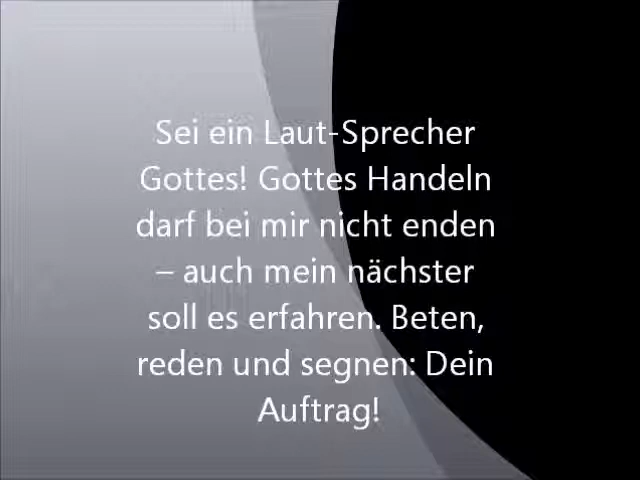 Sei ein Laut-Sprecher
Gottes! Gottes Handeln
darf bei mir nicht enden
– auch mein nächster
soll es erfahren. Beten,
reden und segnen: Dein
Auftrag!